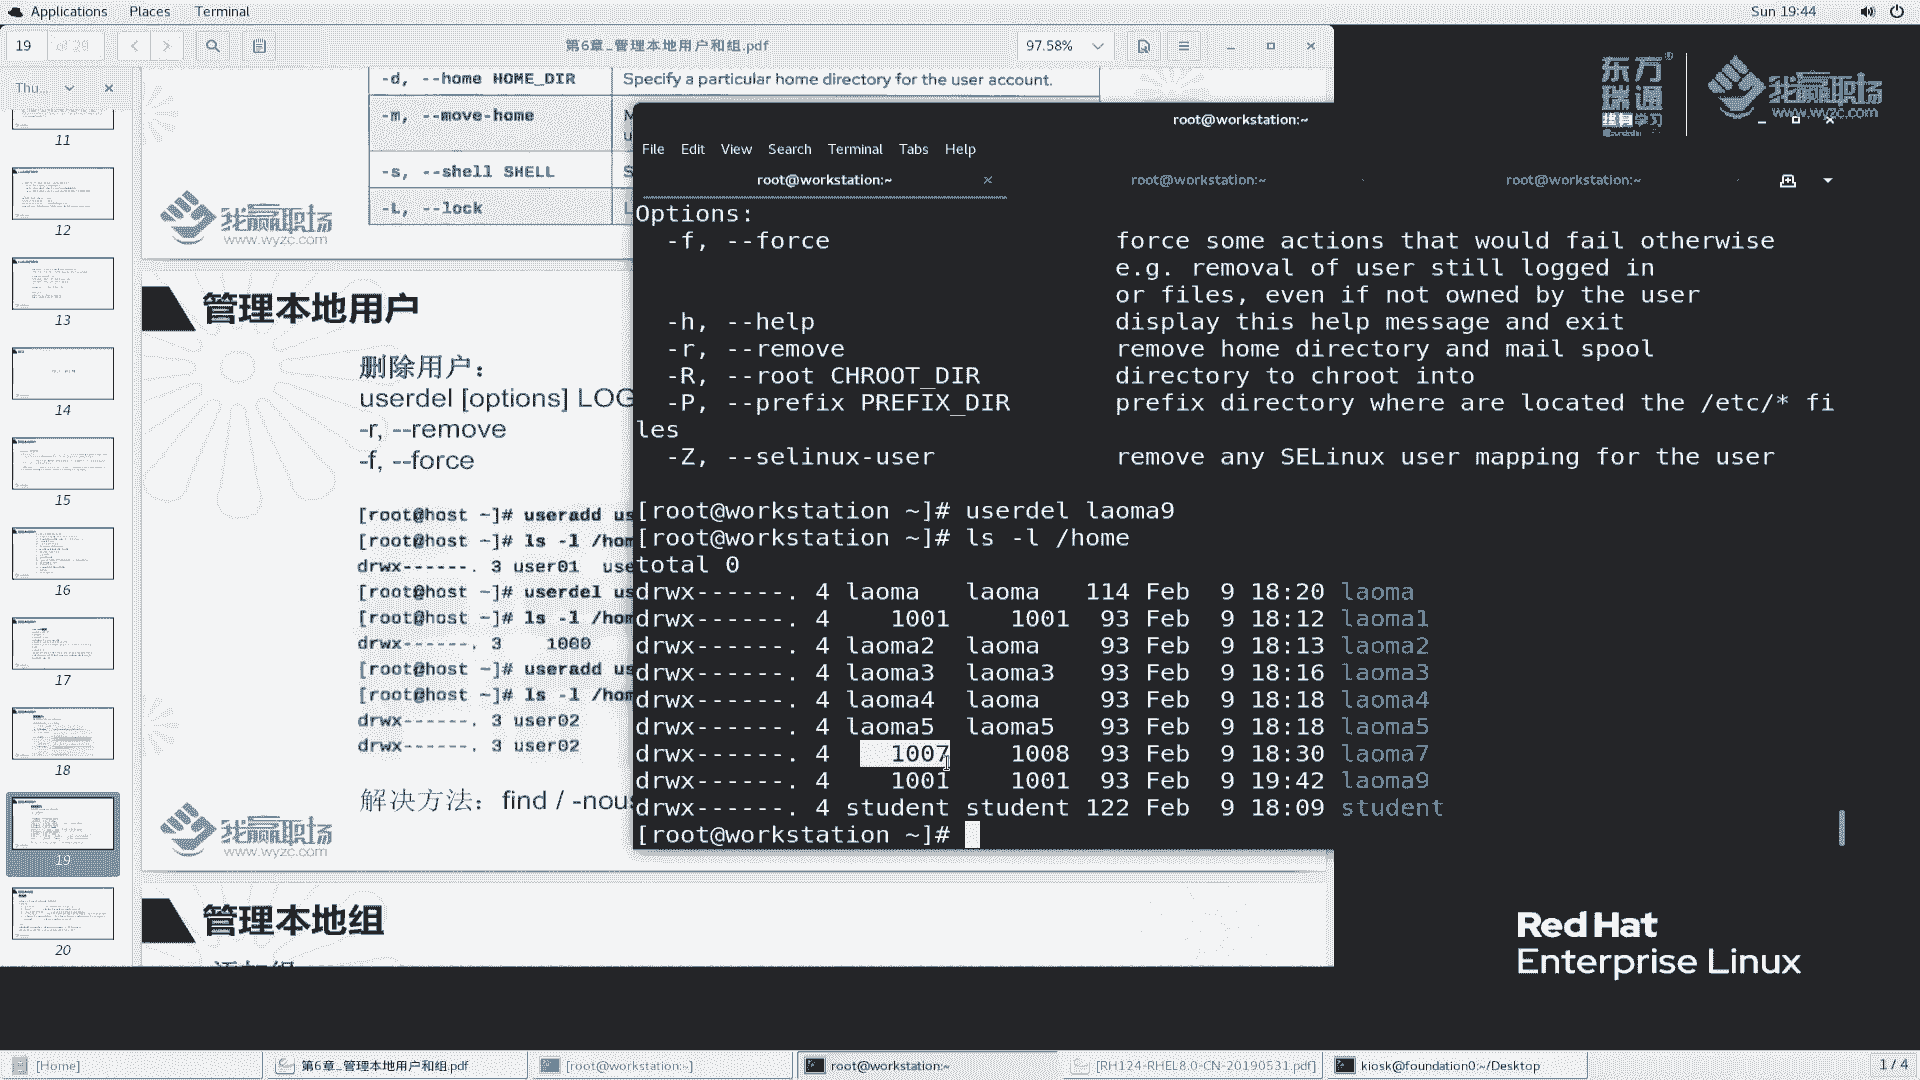 Applications Places Terminal
Sun 19:44
19 of 20
第6章_管理本地用户和组.pdf
97.58%
Thu...
11
12
13
14
15
16
17
18
19
20
-d, --home HOME_DIR Specify a particular home directory for the user account.
-m, --move-home
-s, --shell SHELL
-L, --lock
我赢职场
www.wyzc.com
管理本地用户
删除用户：
userdel [options] LOG
-r, --remove
-f, --force
[root@host ~]# useradd us
[root@host ~]# ls -l /hom
drwx------. 3 user01 use
[root@host ~]# userdel us
[root@host ~]# ls -l /hom
drwx------. 3 1000
[root@host ~]# useradd us
[root@host ~]# ls -l /hom
drwx------. 3 user02
drwx------. 3 user02
解决方法：find / -nous
我赢职场
www.wyzc.com
管理本地组
东方瑞通
我赢职场
www.wyzc.com
root@workstation:~
File Edit View Search Terminal Tabs Help
root@workstation:~ root@workstation:~ root@workstation:~
Options:
-f, --force force some actions that would fail otherwise
e.g. removal of user still logged in
or files, even if not owned by the user
-h, --help display this help message and exit
-r, --remove remove home directory and mail spool
-R, --root CHROOT_DIR directory to chroot into
-P, --prefix PREFIX_DIR prefix directory where are located the /etc/* fi
les
-Z, --selinux-user remove any SELinux user mapping for the user
[root@workstation ~]# userdel laoma9
[root@workstation ~]# ls -l /home
total 0
drwx------. 4 laoma laoma 114 Feb 9 18:20 laoma
drwx------. 4 1001 1001 93 Feb 9 18:12 laoma1
drwx------. 4 laoma2 laoma 93 Feb 9 18:13 laoma2
drwx------. 4 laoma3 laoma3 93 Feb 9 18:16 laoma3
drwx------. 4 laoma4 laoma 93 Feb 9 18:18 laoma4
drwx------. 4 laoma5 laoma5 93 Feb 9 18:18 laoma5
drwx------. 4 1007 1008 93 Feb 9 18:30 laoma7
drwx------. 4 1001 1001 93 Feb 9 19:42 laoma9
drwx------. 4 student student 122 Feb 9 18:09 student
[root@workstation ~]#
Red Hat
Enterprise Linux
[Home]
第6章_管理本地用户和组.pdf
[root@workstation:~]
root@workstation:~
[RH124-RHEL8.0-CN-20190531.pdf]
kiosk@foundation0:~/Desktop
1 / 4